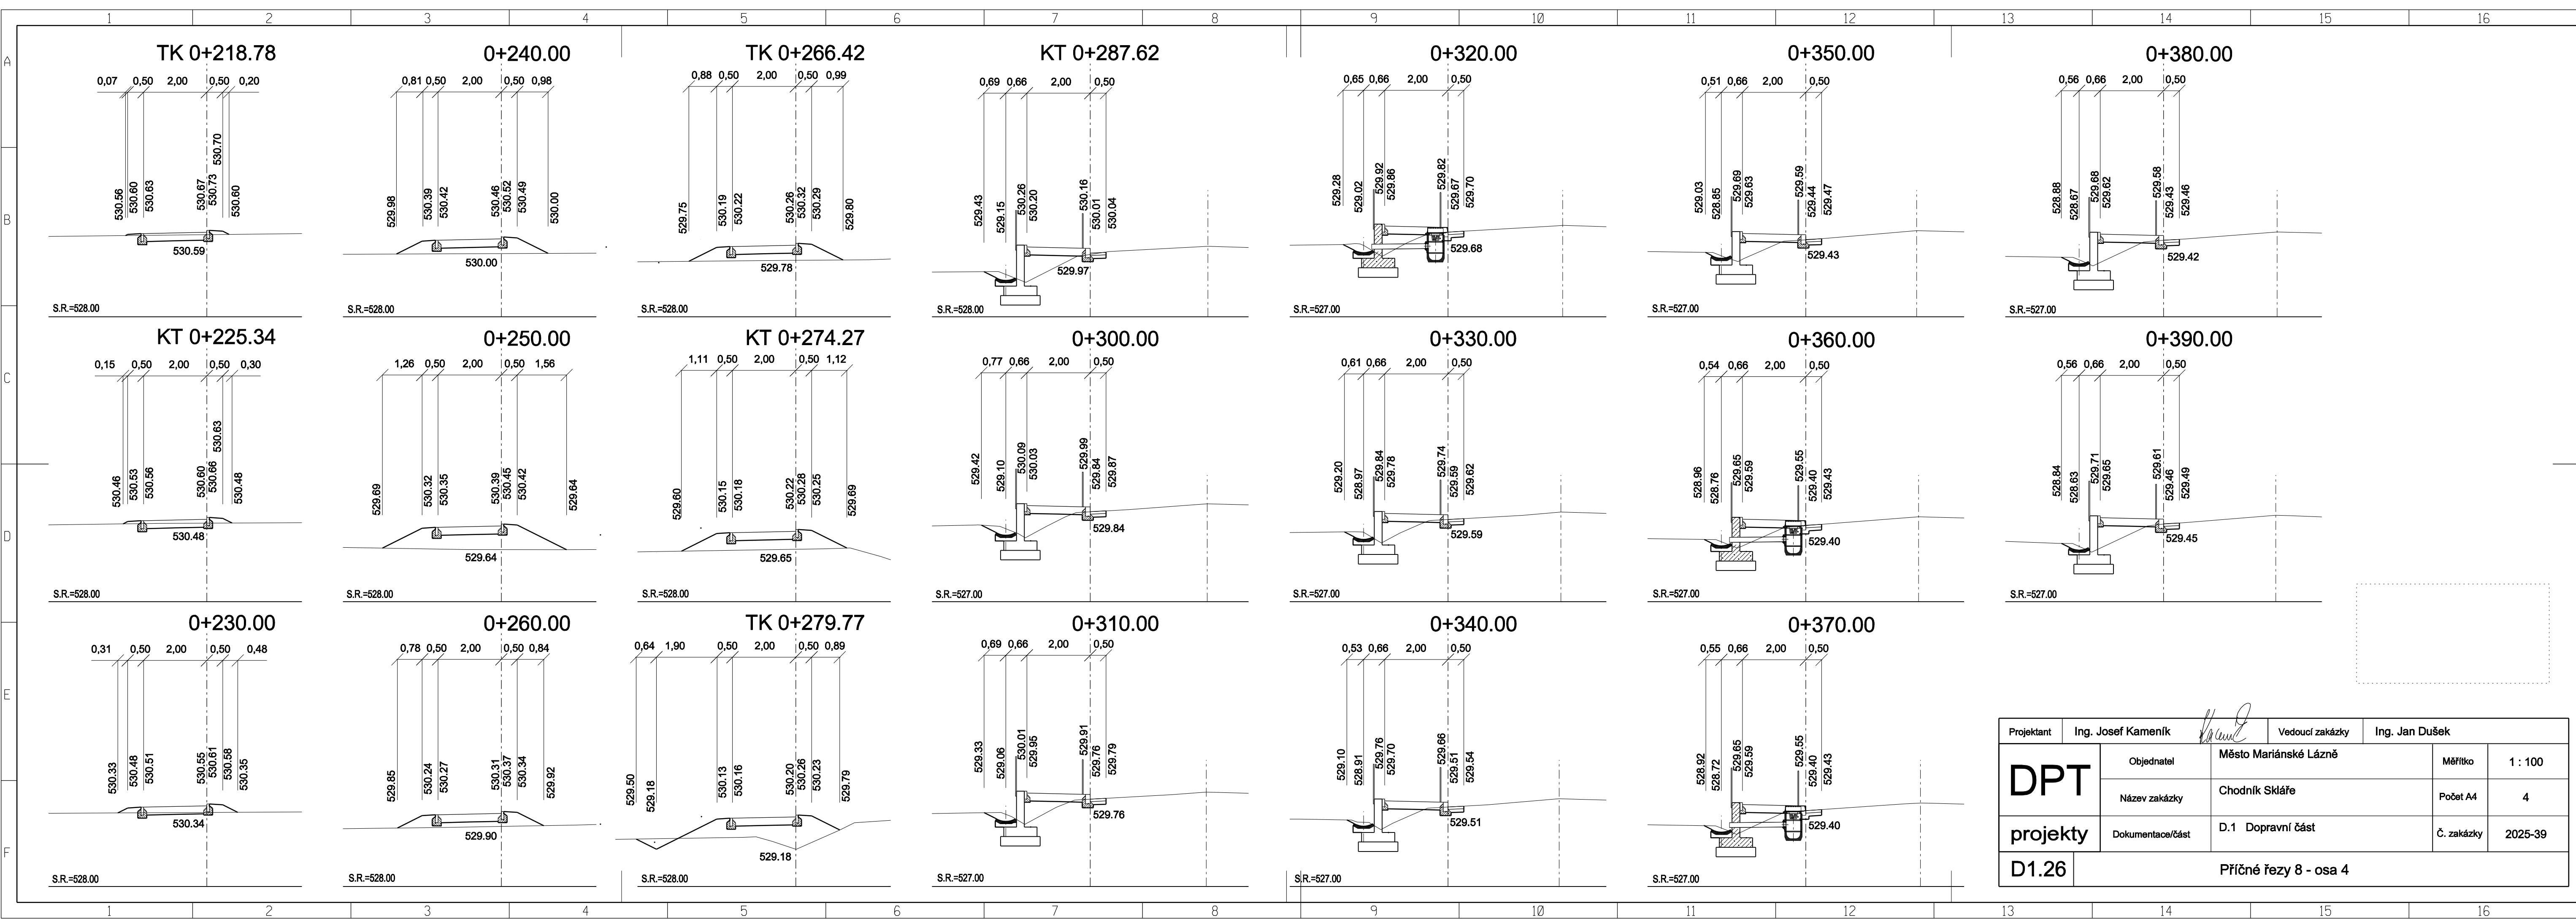 1 2 3 4 5 6 7 8 9 10 11 12 13 14 15 16
A
B
C
D
E
F
TK 0+218.78
0,07 0,50 2,00 0,50 0,20
530.56 530.60 530.63 530.67 530.73 530.70 530.60
530.59
S.R.=528.00
KT 0+225.34
0,15 0,50 2,00 0,50 0,30
530.46 530.53 530.56 530.60 530.66 530.63 530.48
530.48
S.R.=528.00
0+230.00
0,31 0,50 2,00 0,50 0,48
530.33 530.48 530.51 530.55 530.61 530.58 530.35
530.34
S.R.=528.00
0+240.00
0,81 0,50 2,00 0,50 0,98
529.98 530.39 530.42 530.46 530.52 530.49 530.00
530.00
S.R.=528.00
0+250.00
1,26 0,50 2,00 0,50 1,56
529.69 530.32 530.35 530.39 530.45 530.42 529.64
529.64
S.R.=528.00
0+260.00
0,78 0,50 2,00 0,50 0,84
529.85 530.24 530.27 530.31 530.37 530.34 529.92
529.90
S.R.=528.00
TK 0+266.42
0,88 0,50 2,00 0,50 0,99
529.75 530.19 530.22 530.26 530.32 530.29 529.80
529.78
S.R.=528.00
KT 0+274.27
1,11 0,50 2,00 0,50 1,12
529.60 530.15 530.18 530.22 530.28 530.25 529.69
529.65
S.R.=528.00
TK 0+279.77
0,64 1,90 0,50 2,00 0,50 0,89
529.50 529.18 530.13 530.16 530.20 530.26 530.23 529.79
529.18
S.R.=528.00
KT 0+287.62
0,69 0,66 2,00 0,50
529.43 529.15 530.26 530.20 530.16 530.01 530.04
529.97
S.R.=528.00
0+300.00
0,77 0,66 2,00 0,50
529.42 529.10 530.09 530.03 529.99 529.84 529.87
529.84
S.R.=527.00
0+310.00
0,69 0,66 2,00 0,50
529.33 529.06 530.01 529.95 529.91 529.76 529.79
529.76
S.R.=527.00
0+320.00
0,65 0,66 2,00 0,50
529.28 529.02 529.92 529.86 529.82 529.67 529.70
529.68
S.R.=527.00
0+330.00
0,61 0,66 2,00 0,50
529.20 528.97 529.84 529.78 529.74 529.59 529.62
529.59
S.R.=527.00
0+340.00
0,53 0,66 2,00 0,50
529.10 528.91 529.76 529.70 529.66 529.51 529.54
529.51
S.R.=527.00
0+350.00
0,51 0,66 2,00 0,50
529.03 528.85 529.69 529.63 529.59 529.44 529.47
529.43
S.R.=527.00
0+360.00
0,54 0,66 2,00 0,50
528.96 528.76 529.65 529.59 529.55 529.40 529.43
529.40
S.R.=527.00
0+370.00
0,55 0,66 2,00 0,50
528.92 528.72 529.65 529.59 529.55 529.40 529.43
529.40
S.R.=527.00
0+380.00
0,56 0,66 2,00 0,50
528.88 528.67 529.68 529.62 529.58 529.43 529.46
529.42
S.R.=527.00
0+390.00
0,56 0,66 2,00 0,50
528.84 528.63 529.71 529.65 529.61 529.46 529.49
529.45
S.R.=527.00
Projektant Ing. Josef Kameník Vedoucí zakázky Ing. Jan Dušek
DPT projekty
Objednatel Město Mariánské Lázně Měřítko 1 : 100
Název zakázky Chodník Skláře Počet A4 4
Dokumentace/část D.1 Dopravní část Č. zakázky 2025-39
D1.26 Příčné řezy 8 - osa 4
1 2 3 4 5 6 7 8 9 10 11 12 13 14 15 16